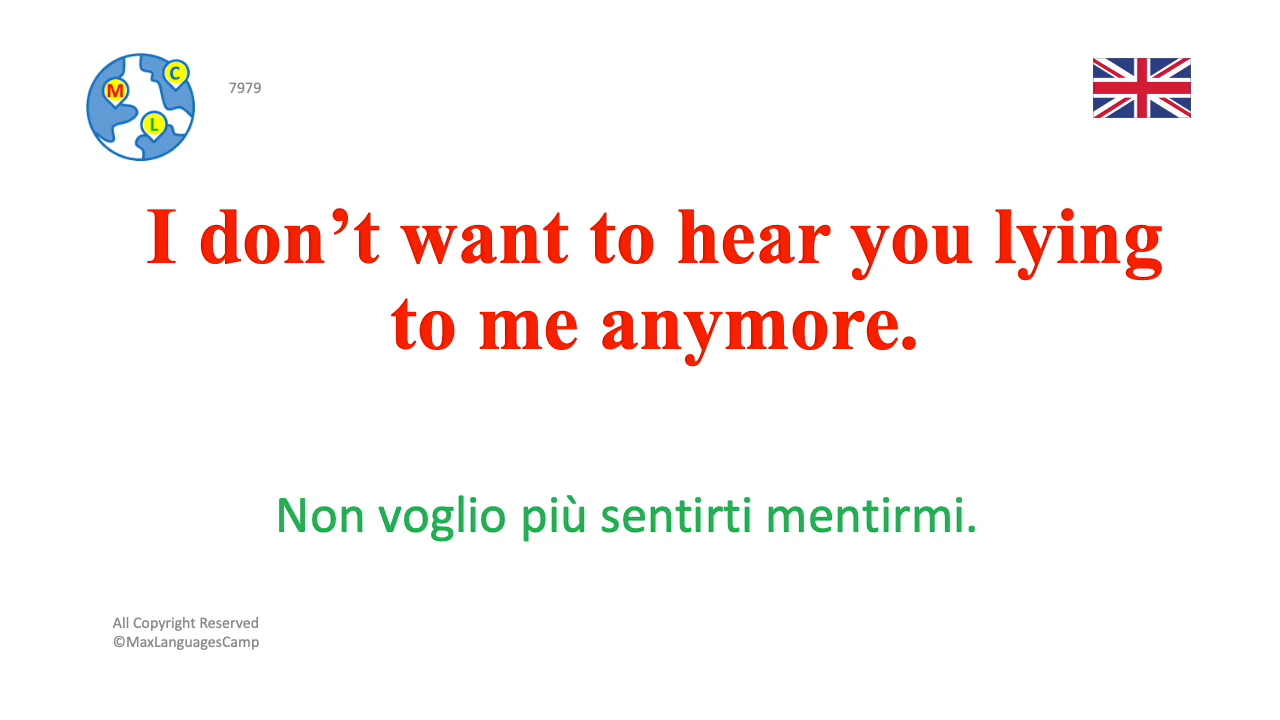 C
M
L
7979
I don’t want to hear you lying
to me anymore.
Non voglio più sentirti mentirmi.
All Copyright Reserved
©MaxLanguagesCamp